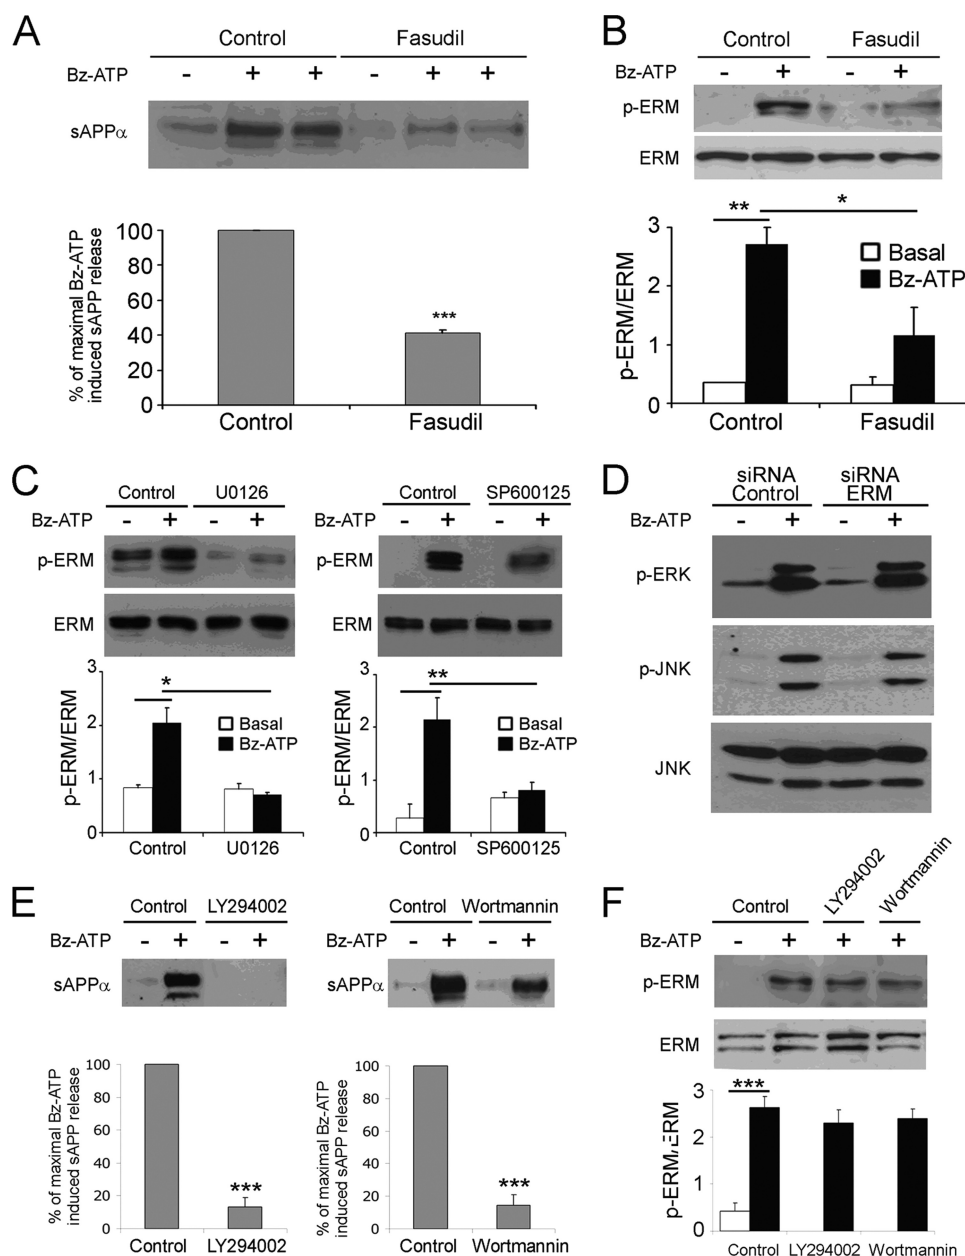 A
Control Fasudil
Bz-ATP - + + - + +
sAPPα
% of maximal Bz-ATP
induced sAPP release
100
80
60
40
20
0
***
Control Fasudil
B
Control Fasudil
Bz-ATP - + - +
p-ERM
ERM
p-ERM/ERM
3
2
1
0
** *
Basal
Bz-ATP
Control Fasudil
C
Control U0126
Bz-ATP - + - +
p-ERM
ERM
p-ERM/ERM
3
2
1
0
*
Basal
Bz-ATP
Control U0126
Control SP600125
Bz-ATP - + - +
p-ERM
ERM
3
2
1
0
**
Basal
Bz-ATP
Control SP600125
D
siRNA Control siRNA ERM
Bz-ATP - + - +
p-ERK
p-JNK
JNK
E
Control LY294002
Bz-ATP - + - +
sAPPα
% of maximal Bz-ATP
induced sAPP release
100
80
60
40
20
0
***
Control LY294002
Control Wortmannin
Bz-ATP - + - +
sAPPα
% of maximal Bz-ATP
induced sAPP release
100
80
60
40
20
0
***
Control Wortmannin
F
Control LY294002 Wortmannin
Bz-ATP - + + +
p-ERM
ERM
p-ERM/ERM
3
2
1
0
***
Control LY294002 Wortmannin